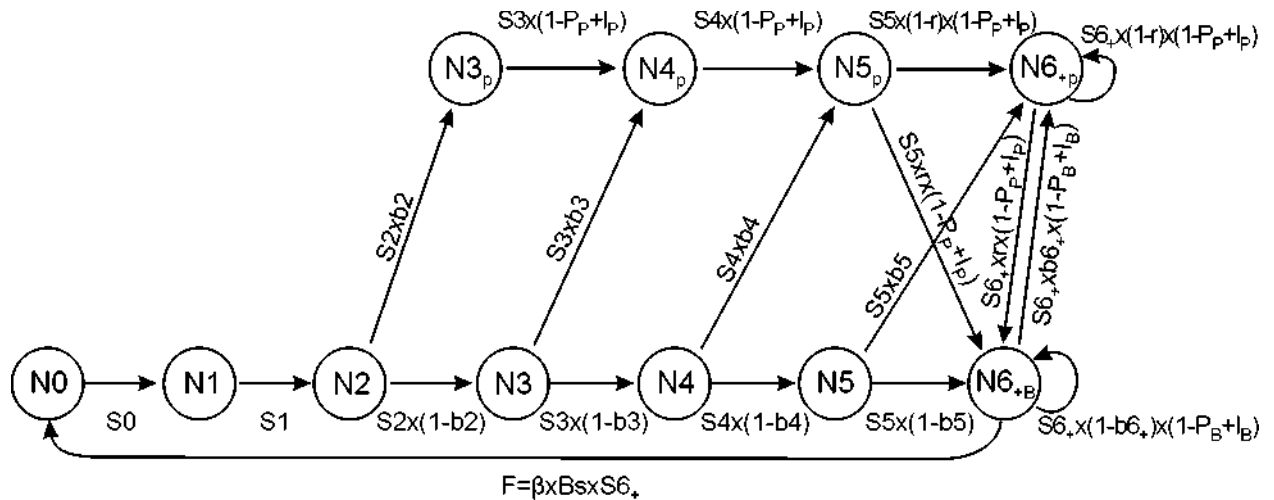 S3x(1-P_P+I_P) S4x(1-P_P+I_P) S5x(1-r)x(1-P_P+I_P) S6_+x(1-r)x(1-P_P+I_P)
N3_p N4_p N5_p N6_+p
S2xb2
S3xb3
S4xb4
S5xrx(1-P_P+I_P)
S5xb5
S6_+xrx(1-P_P+I_P)
S6_+xb6_+x(1-P_B+I_B)
N0 N1 N2 N3 N4 N5 N6_+B
S0 S1 S2x(1-b2) S3x(1-b3) S4x(1-b4) S5x(1-b5) S6_+x(1-b6_+)x(1-P_B+I_B)
F=βxBsxS6_+